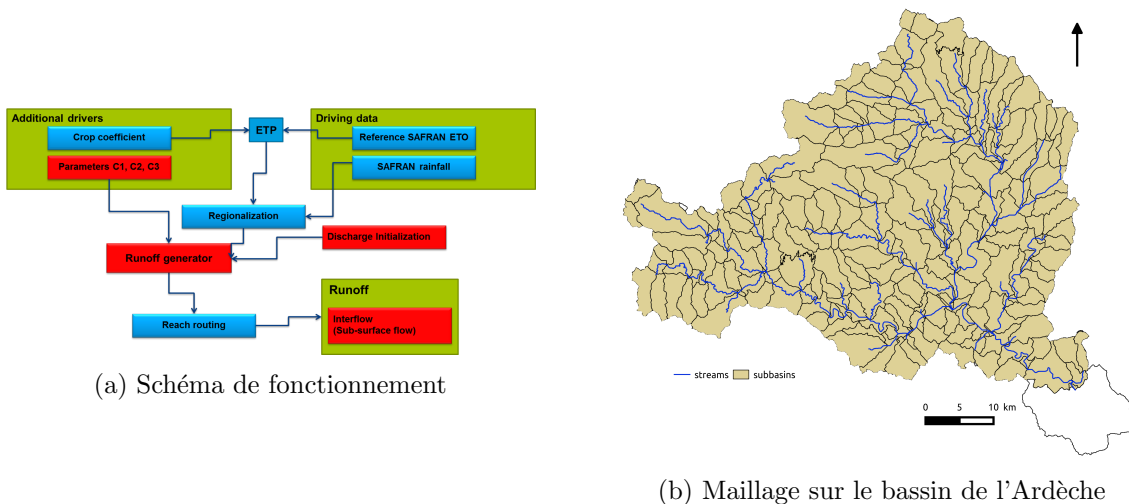 Additional drivers
Crop coefficient
Parameters C1, C2, C3
ETP
Driving data
Reference SAFRAN ETO
SAFRAN rainfall
Regionalization
Discharge initialization
Runoff generator
Reach routing
Runoff
Interflow
(Sub-surface flow)
(a) Schéma de fonctionnement
streams subbasins
0 5 10 km
(b) Maillage sur le bassin de l'Ardèche